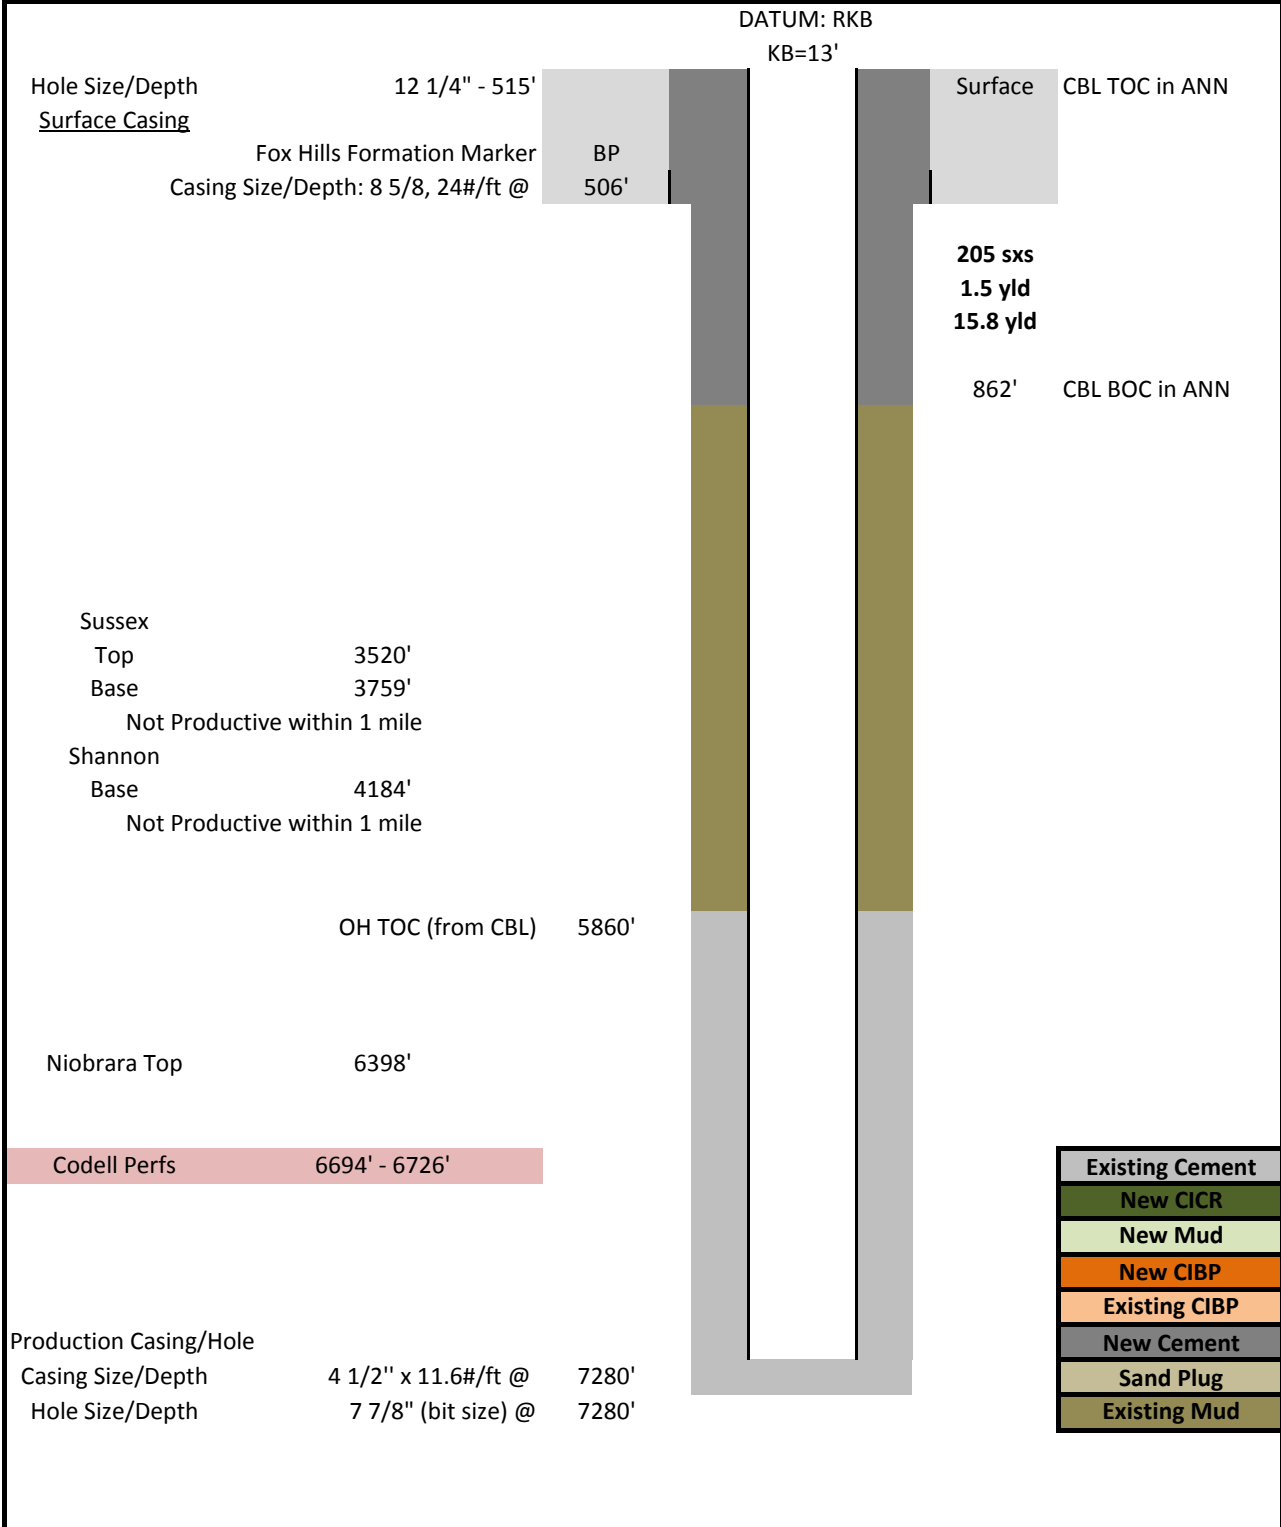 DATUM: RKB
KB=13'
Hole Size/Depth 12 1/4" - 515' Surface CBL TOC in ANN
Surface Casing
Fox Hills Formation Marker BP
Casing Size/Depth: 8 5/8, 24#/ft @ 506'
205 sxs
1.5 yld
15.8 yld
862' CBL BOC in ANN
Sussex
Top 3520'
Base 3759'
Not Productive within 1 mile
Shannon
Base 4184'
Not Productive within 1 mile
OH TOC (from CBL) 5860'
Niobrara Top 6398'
Codell Perfs 6694' - 6726'
Existing Cement
New CICR
New Mud
New CIBP
Existing CIBP
New Cement
Sand Plug
Existing Mud
Production Casing/Hole
Casing Size/Depth 4 1/2'' x 11.6#/ft @ 7280'
Hole Size/Depth 7 7/8" (bit size) @ 7280'